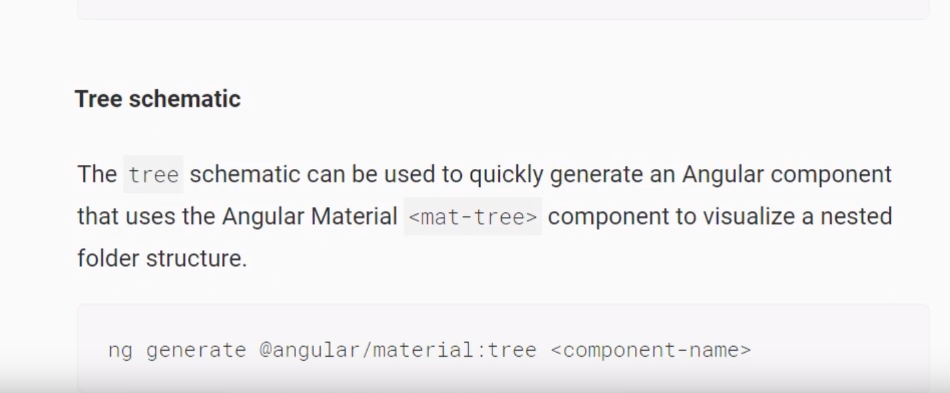 Tree schematic
The tree schematic can be used to quickly generate an Angular component
that uses the Angular Material <mat-tree> component to visualize a nested
folder structure.
ng generate @angular/material:tree <component-name>